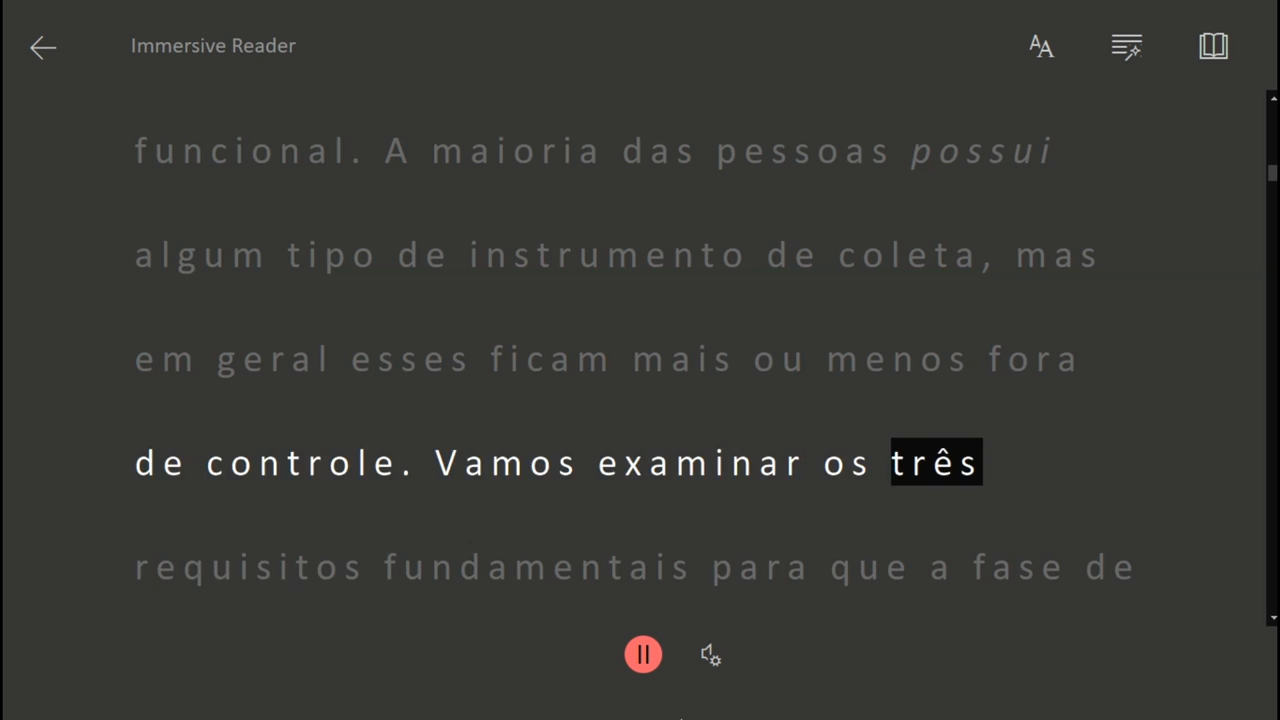 Immersive Reader
funcional. A maioria das pessoas possui
algum tipo de instrumento de coleta, mas
em geral esses ficam mais ou menos fora
de controle. Vamos examinar os três
requisitos fundamentais para que a fase de